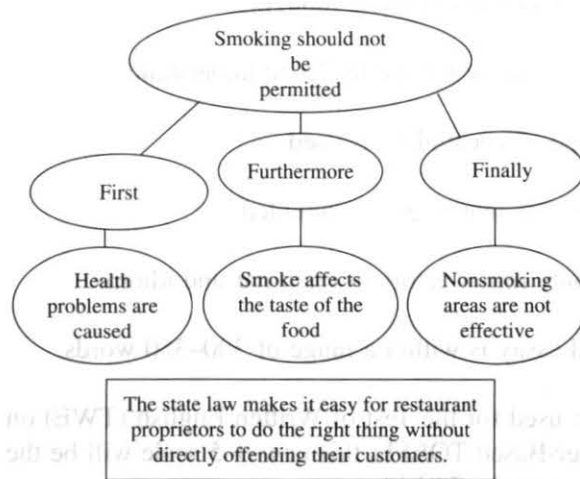 Smoking should not
be
permitted
First
Furthermore
Finally
Health
problems are
caused
Smoke affects
the taste of the
food
Nonsmoking
areas are not
effective
The state law makes it easy for restaurant
proprietors to do the right thing without
directly offending their customers.